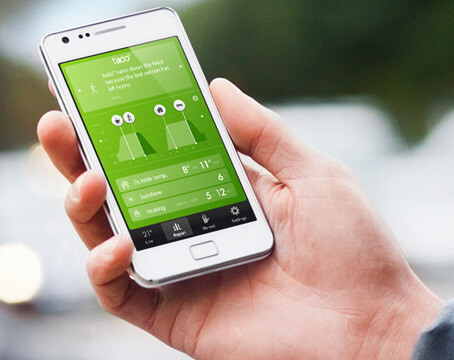 tado°
tado° turns down the heat
because the last person has
left home.
Outside temp. 8° 11°
Sunshine 6
Heating 5 12
21°
Live Report Manual Settings